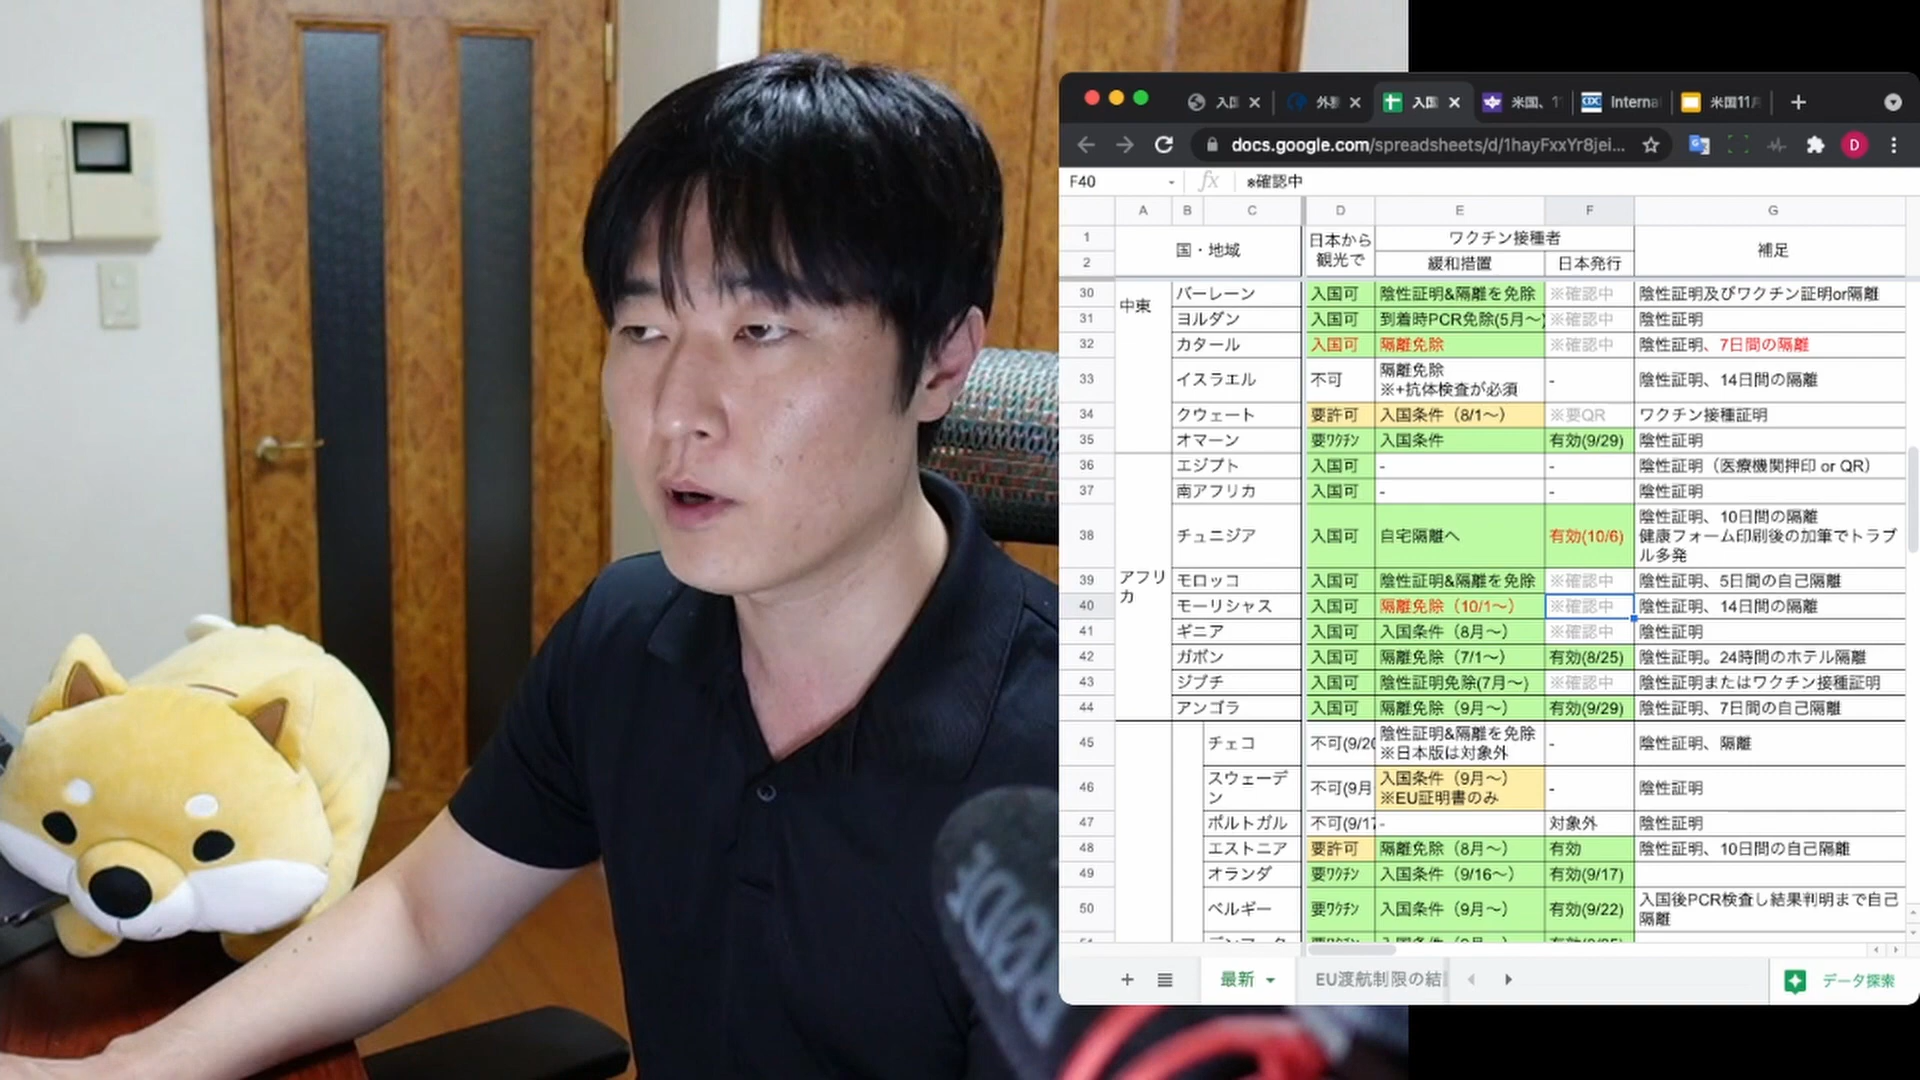 入国
外務
入国
米国、1
Interna
米国11月
docs.google.com/spreadsheets/d/1hayFxxYr8jei...
D
F40
fx
※確認中
A B C D E F G
1
2
国・地域
日本から
観光で
ワクチン接種者
緩和措置
日本発行
補足
30 中東 バーレーン 入国可 陰性証明&隔離を免除 ※確認中 陰性証明及びワクチン証明or隔離
31 ヨルダン 入国可 到着時PCR免除(5月〜) ※確認中 陰性証明
32 カタール 入国可 隔離免除 ※確認中 陰性証明、7日間の隔離
33 イスラエル 不可 隔離免除
※+抗体検査が必須 - 陰性証明、14日間の隔離
34 クウェート 要許可 入国条件（8/1〜） ※要QR ワクチン接種証明
35 オマーン 要ワクチン 入国条件 有効(9/29) 陰性証明
36 エジプト 入国可 - - 陰性証明（医療機関押印 or QR）
37 南アフリカ 入国可 - - 陰性証明
38 チュニジア 入国可 自宅隔離へ 有効(10/6) 陰性証明、10日間の隔離
健康フォーム印刷後の加筆でトラブ
ル多発
アフリ
カ
39 モロッコ 入国可 陰性証明&隔離を免除 ※確認中 陰性証明、5日間の自己隔離
40 モーリシャス 入国可 隔離免除（10/1〜） ※確認中 陰性証明、14日間の隔離
41 ギニア 入国可 入国条件（8月〜） ※確認中 陰性証明
42 ガボン 入国可 隔離免除（7/1〜） 有効(8/25) 陰性証明。24時間のホテル隔離
43 ジブチ 入国可 陰性証明免除(7月〜) ※確認中 陰性証明またはワクチン接種証明
44 アンゴラ 入国可 隔離免除（9月〜） 有効(9/29) 陰性証明、7日間の自己隔離
45 チェコ 不可(9/20 陰性証明&隔離を免除
※日本版は対象外 - 陰性証明、隔離
46 スウェーデ
ン 不可(9月 入国条件（9月〜）
※EU証明書のみ - 陰性証明
47 ポルトガル 不可(9/17 - 対象外 陰性証明
48 エストニア 要許可 隔離免除（8月〜） 有効 陰性証明、10日間の自己隔離
49 オランダ 要ワクチン 入国条件（9/16〜） 有効(9/17)
50 ベルギー 要ワクチン 入国条件（9月〜） 有効(9/22) 入国後PCR検査し結果判明まで自己
隔離
最新
EU渡航制限の結
データ探索